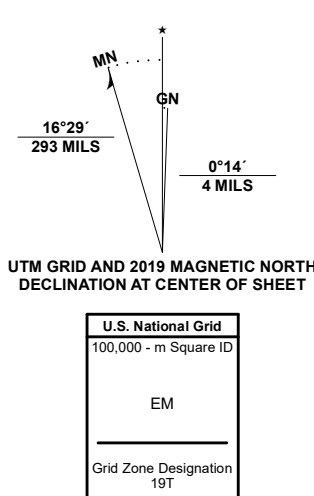 ★
MN
GN
16°29´
293 MILS
0°14´
4 MILS
UTM GRID AND 2019 MAGNETIC NORTH
DECLINATION AT CENTER OF SHEET
U.S. National Grid
100,000 - m Square ID
EM
Grid Zone Designation
19T